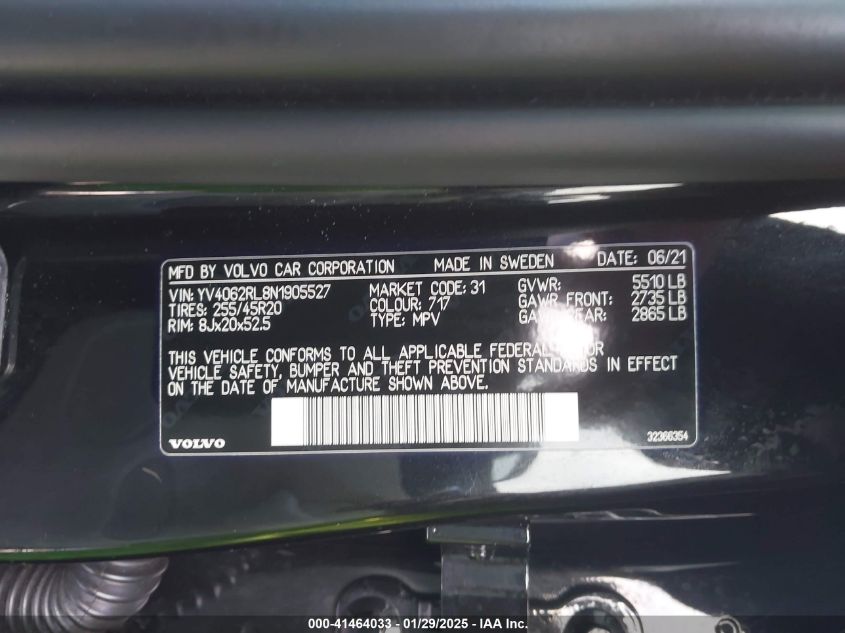 MFD BY VOLVO CAR CORPORATION MADE IN SWEDEN DATE: 06/21
VIN: YV4062RL8N1905527 MARKET CODE: 31 GVWR: 5510 LB
TIRES: 255/45R20 COLOUR: 717 GAWR FRONT: 2735 LB
RIM: 8Jx20x52.5 TYPE: MPV GAWR REAR: 2865 LB
THIS VEHICLE CONFORMS TO ALL APPLICABLE FEDERAL MOTOR
VEHICLE SAFETY, BUMPER AND THEFT PREVENTION STANDARDS IN EFFECT
ON THE DATE OF MANUFACTURE SHOWN ABOVE.
VOLVO 32366354
000-41464033 - 01/29/2025 - IAA Inc.